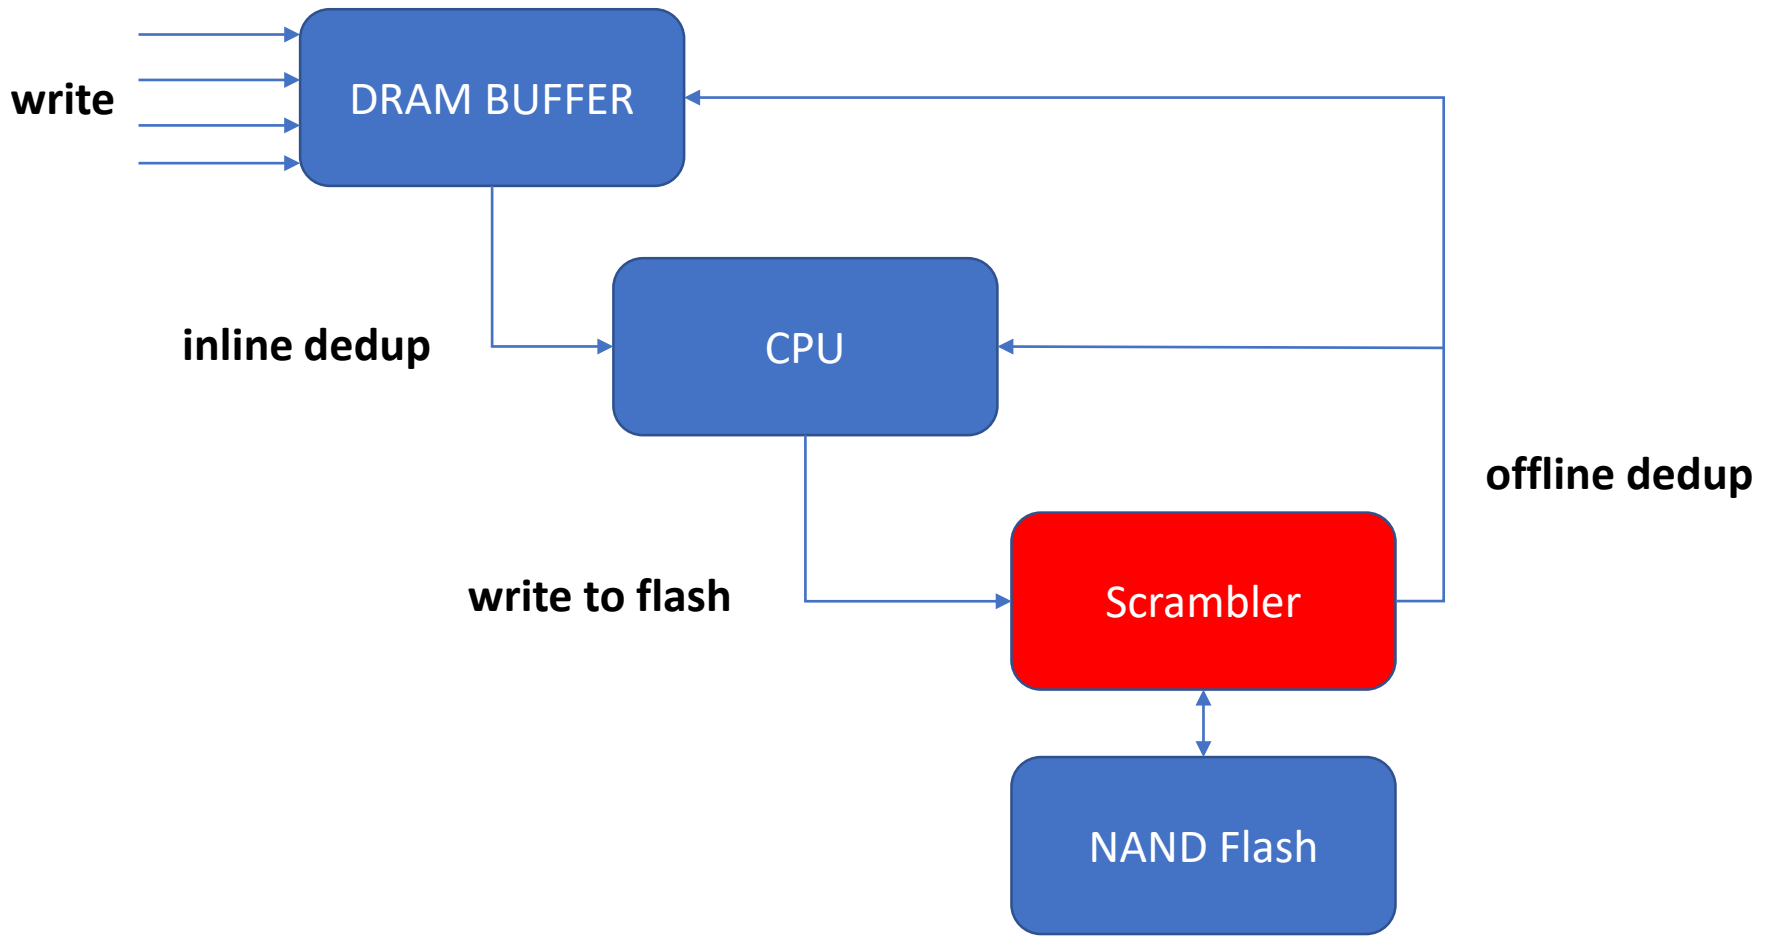 DRAM BUFFER
write
inline dedup
CPU
offline dedup
write to flash
Scrambler
NAND Flash